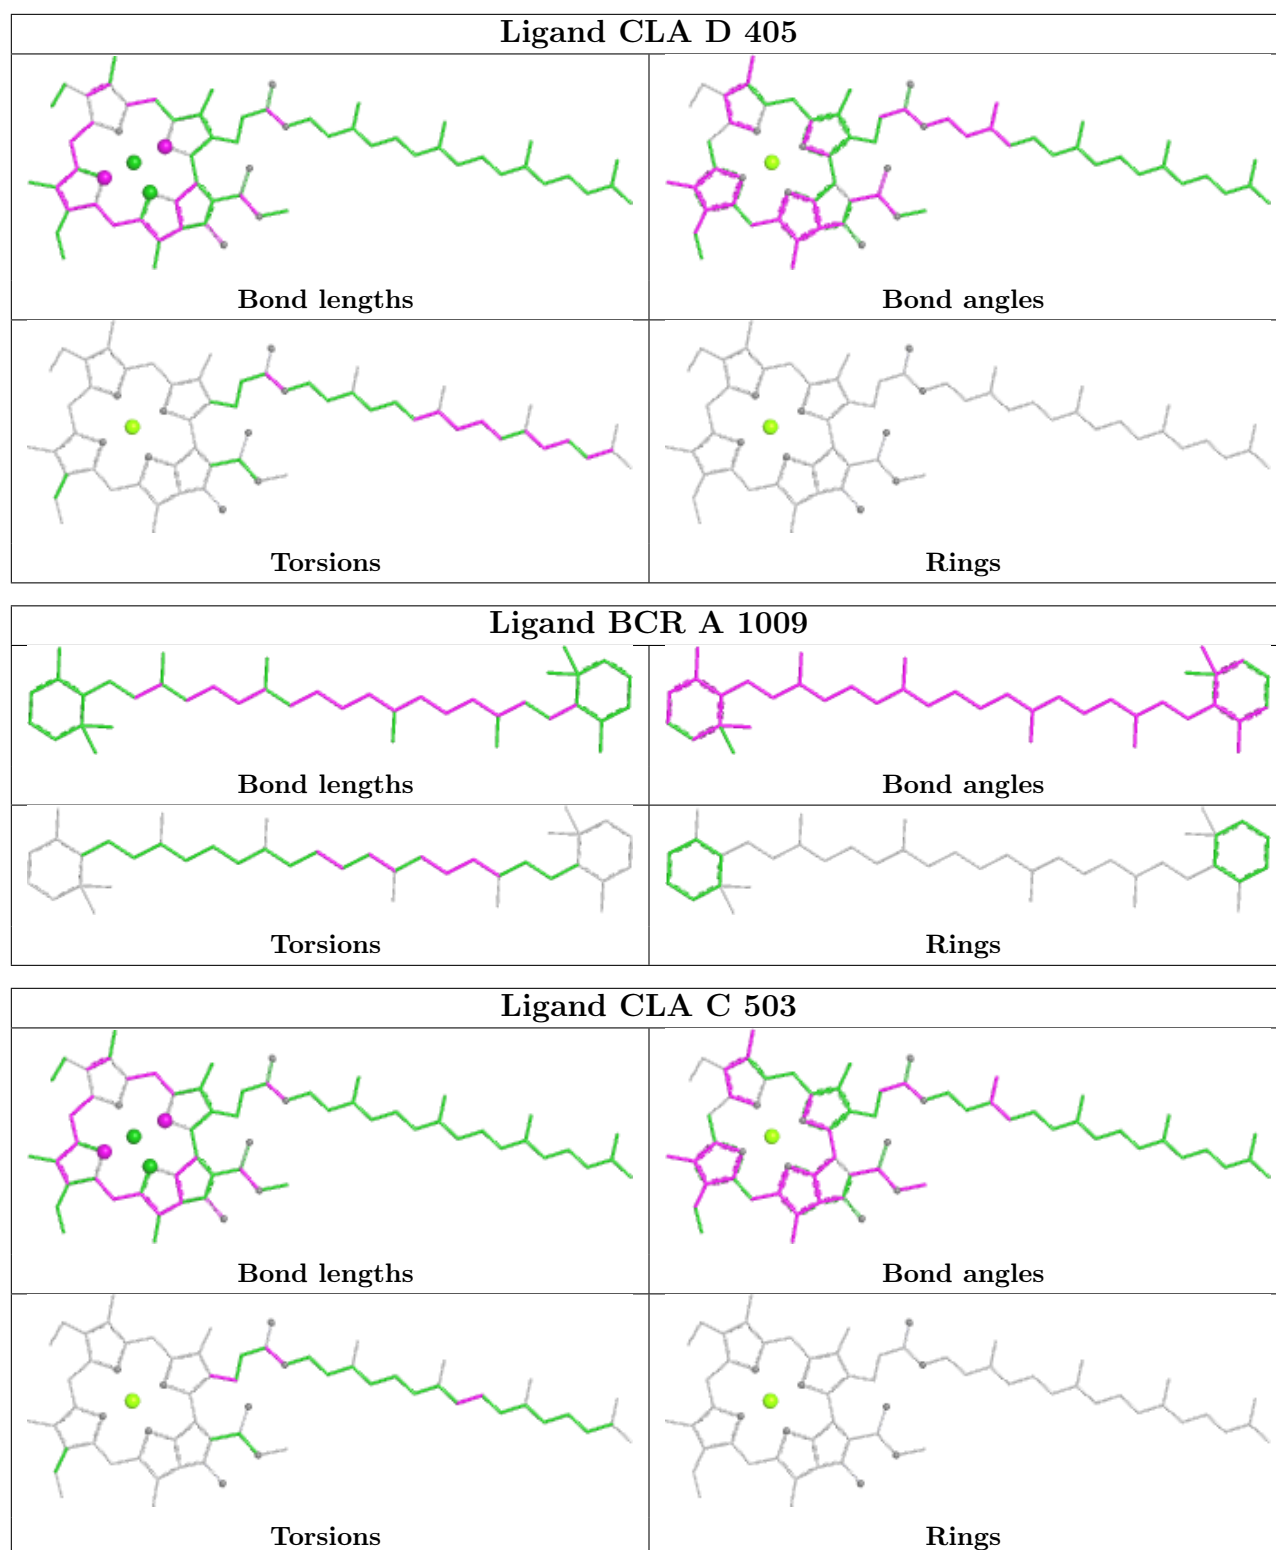 Ligand CLA D 405
Bond lengths
Bond angles
Torsions
Rings
Ligand BCR A 1009
Bond lengths
Bond angles
Torsions
Rings
Ligand CLA C 503
Bond lengths
Bond angles
Torsions
Rings